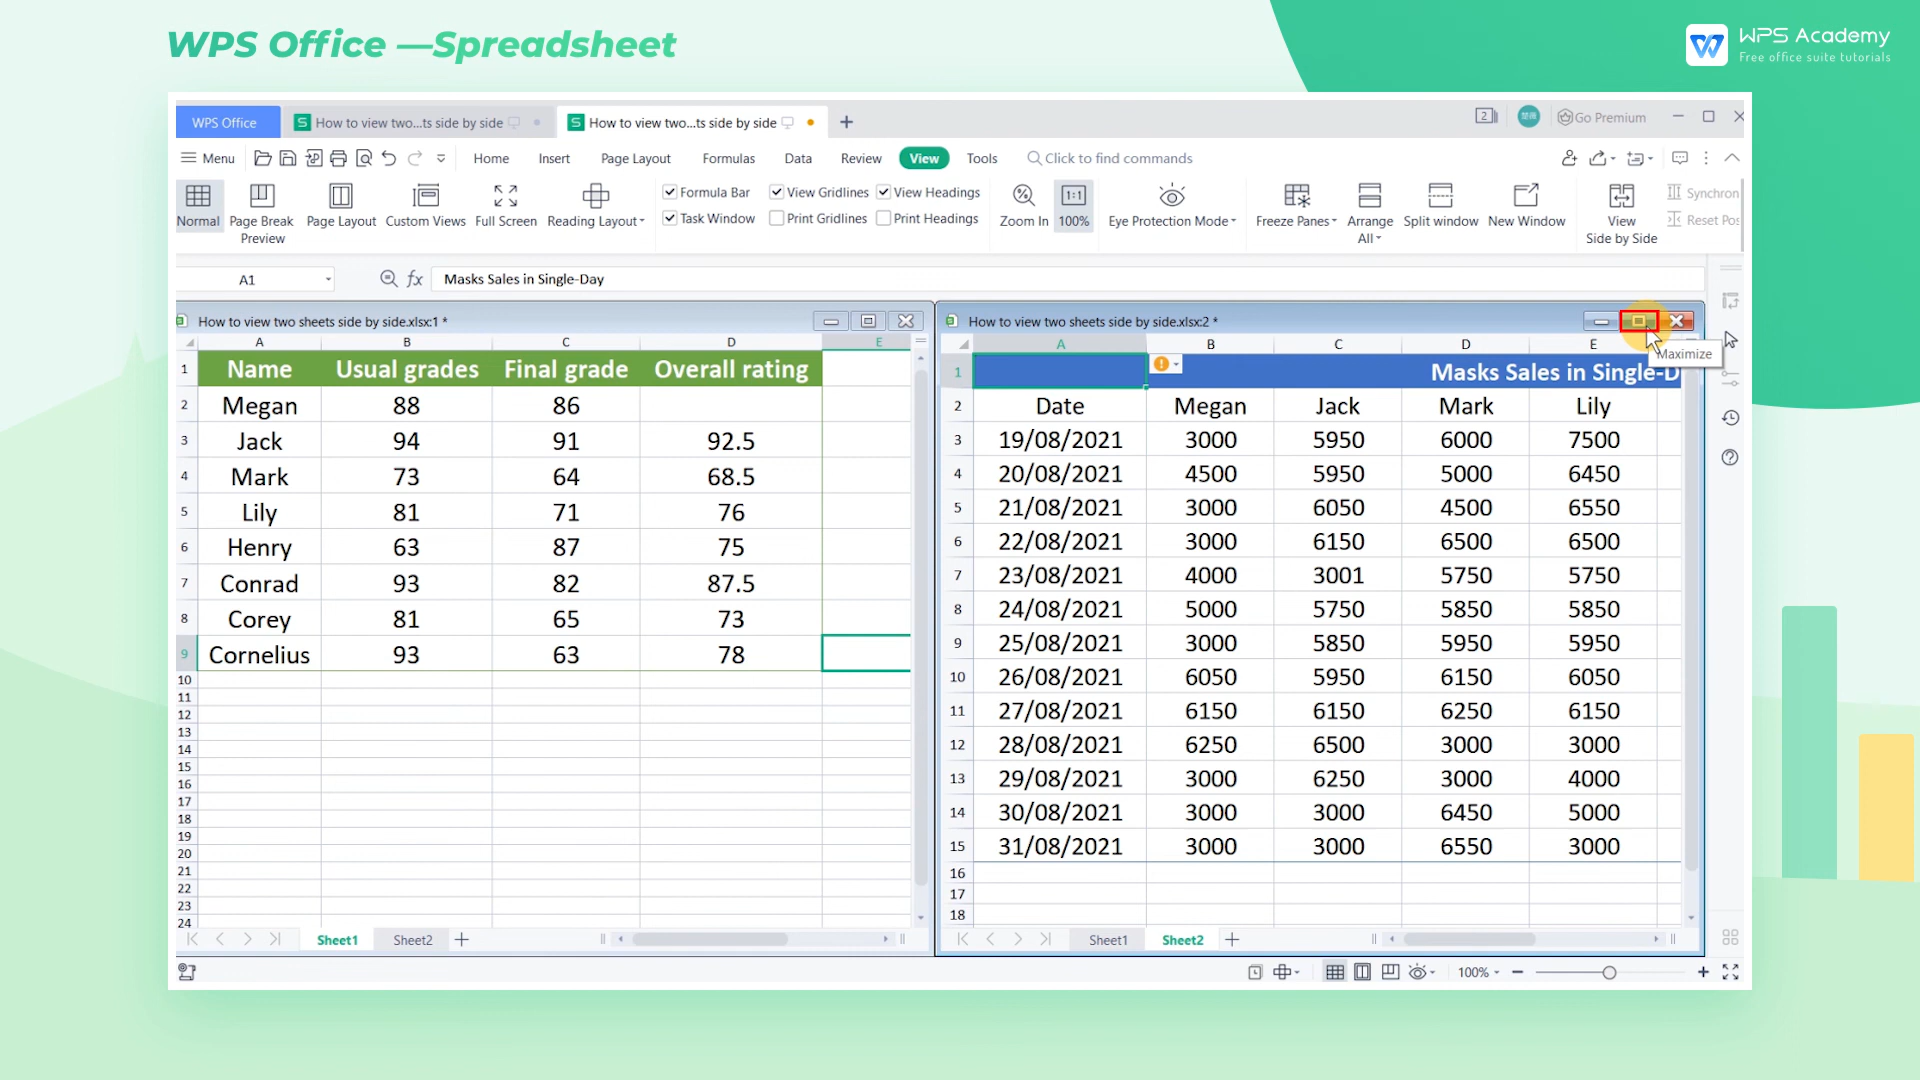 WPS Office —Spreadsheet
WPS Academy
Free office suite tutorials
WPS Office
How to view two...ts side by side
How to view two...ts side by side
2
Go Premium
Menu
Home
Insert
Page Layout
Formulas
Data
Review
View
Tools
Click to find commands
Normal
Page Break Preview
Page Layout
Custom Views
Full Screen
Reading Layout
Formula Bar
View Gridlines
View Headings
Task Window
Print Gridlines
Print Headings
Zoom In
1:1
100%
Eye Protection Mode
Freeze Panes
Arrange All
Split window
New Window
View Side by Side
Synchron
Reset Pos
A1
fx
Masks Sales in Single-Day
How to view two sheets side by side.xlsx:1 *
A B C D E
1 Name Usual grades Final grade Overall rating
2 Megan 88 86
3 Jack 94 91 92.5
4 Mark 73 64 68.5
5 Lily 81 71 76
6 Henry 63 87 75
7 Conrad 93 82 87.5
8 Corey 81 65 73
9 Cornelius 93 63 78
10
11
12
13
14
15
16
17
18
19
20
21
22
23
24
Sheet1 Sheet2
How to view two sheets side by side.xlsx:2 *
Maximize
A B C D E
1 Masks Sales in Single-D
2 Date Megan Jack Mark Lily
3 19/08/2021 3000 5950 6000 7500
4 20/08/2021 4500 5950 5000 6450
5 21/08/2021 3000 6050 4500 6550
6 22/08/2021 3000 6150 6500 6500
7 23/08/2021 4000 3001 5750 5750
8 24/08/2021 5000 5750 5850 5850
9 25/08/2021 3000 5850 5950 5950
10 26/08/2021 6050 5950 6150 6050
11 27/08/2021 6150 6150 6250 6150
12 28/08/2021 6250 6500 3000 3000
13 29/08/2021 3000 6250 3000 4000
14 30/08/2021 3000 3000 6450 5000
15 31/08/2021 3000 3000 6550 3000
16
17
18
Sheet1 Sheet2
100%